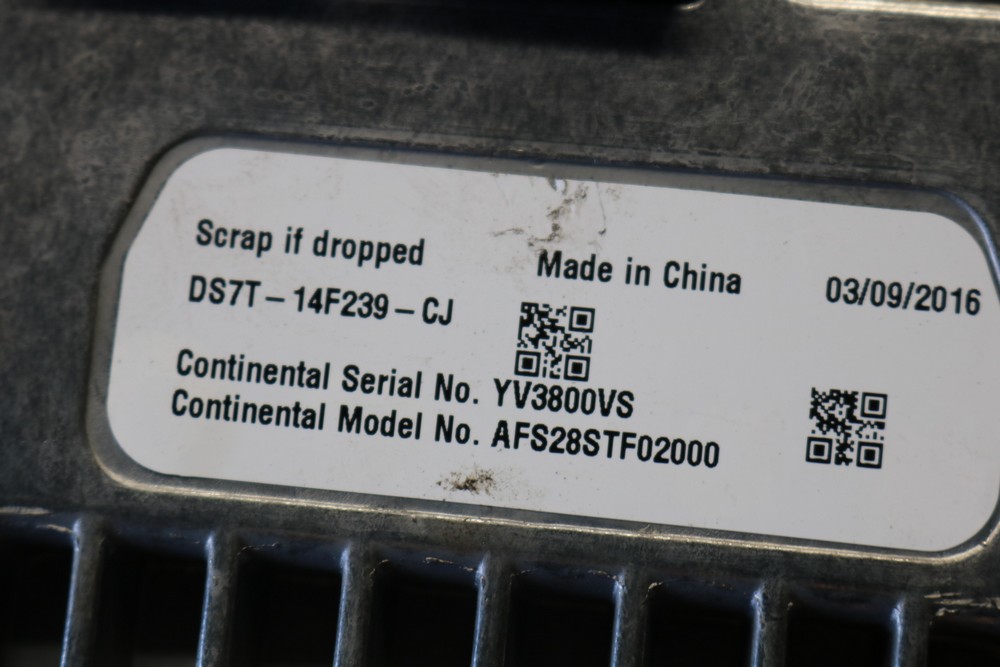 Scrap if dropped
Made in China
03/09/2016
DS7T-14F239-CJ
Continental Serial No. YV3800VS
Continental Model No. AFS28STF02000